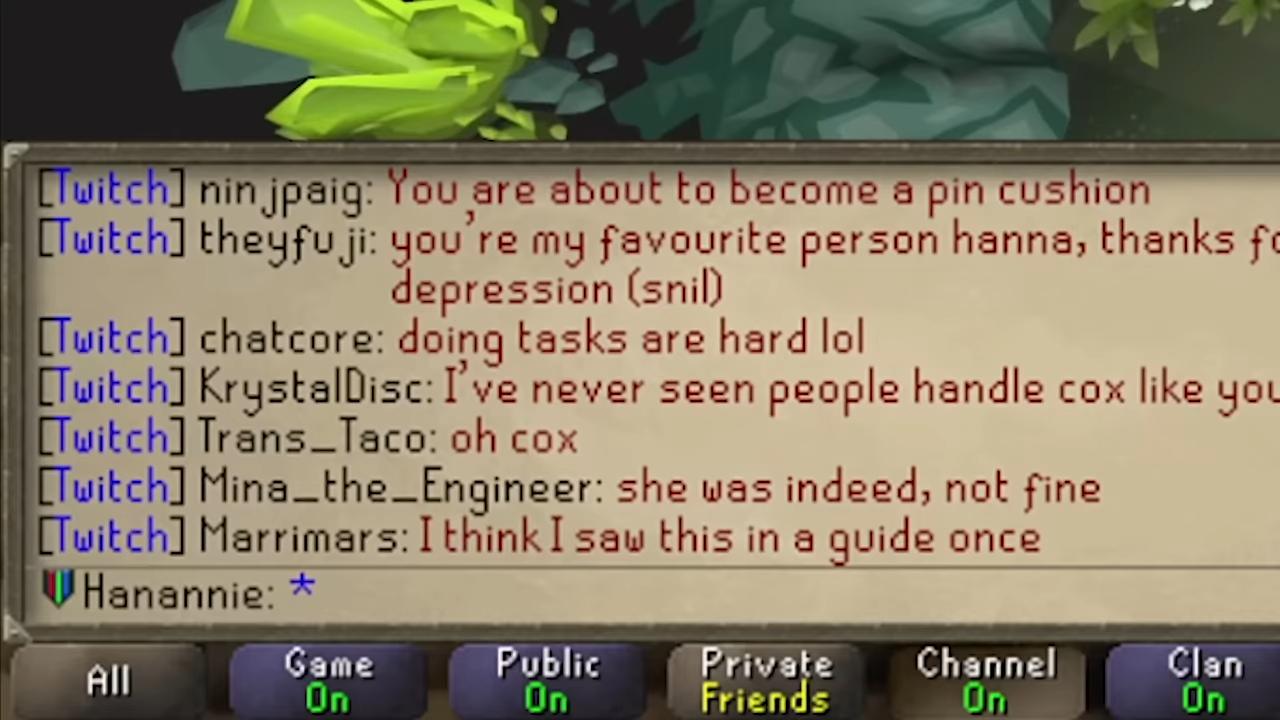 [Twitch] ninjpaig: You are about to become a pin cushion
[Twitch] theyfuji: you're my favourite person hanna, thanks
depression (snil)
[Twitch] chatcore: doing tasks are hard lol
[Twitch] KrystalDisc: I've never seen people handle cox like you
[Twitch] Trans_Taco: oh cox
[Twitch] Mina_the_Engineer: she was indeed, not fine
[Twitch] Marrimars: I think I saw this in a guide once
Hanannie: *
All
Game Public Private Channel Clan
On On Friends On On